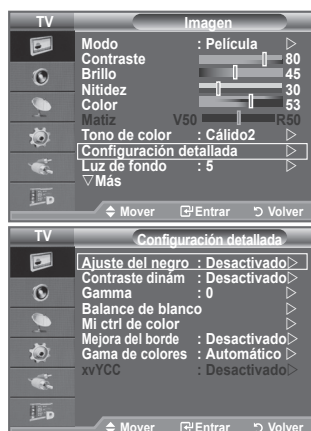 TV
Imagen
Modo : Película
Contraste 80
Brillo 45
Nitidez 30
Color 53
Matiz V50 R50
Tono de color : Cálido2
Configuración detallada
Luz de fondo : 5
▽Más
Mover Entrar Volver
TV
Configuración detallada
Ajuste del negro : Desactivado
Contraste dinám : Desactivado
Gamma : 0
Balance de blanco
Mi ctrl de color
Mejora del borde : Desactivado
Gama de colores : Automático
xvYCC : Desactivado
Mover Entrar Volver